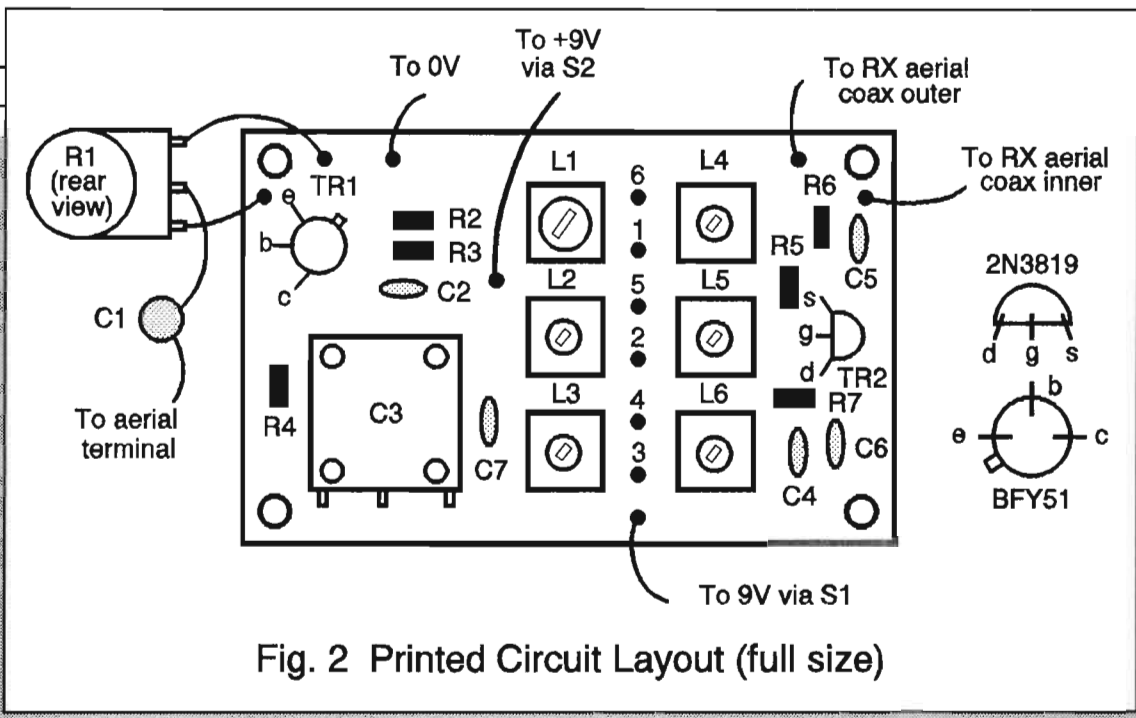 To +9V
via S2
To 0V
To RX aerial
coax outer
R1
(rear
view)
To RX aerial
coax inner
TR1
e
b
c
R2
R3
C2
L1
L4
6
1
R6
R5
C5
2N3819
d g s
L2
L5
5
2
s
g
d
TR2
C1
To aerial
terminal
R4
C3
C7
L3
L6
4
3
R7
C6
C4
b
e
c
BFY51
To 9V via S1
Fig. 2 Printed Circuit Layout (full size)